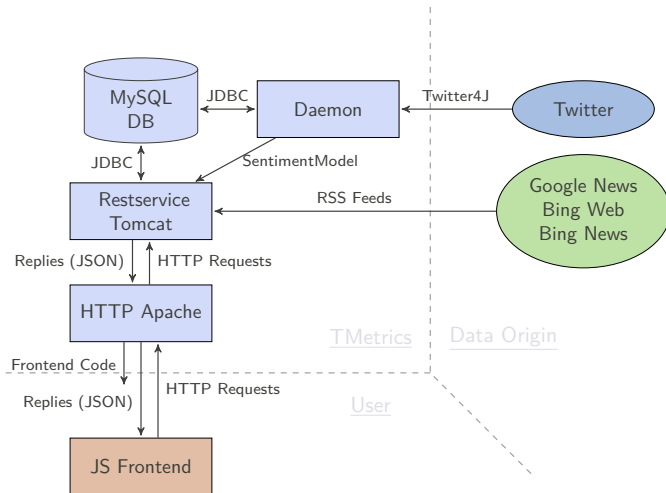 MySQL
DB
JDBC
Daemon
Twitter4J
Twitter
JDBC
SentimentModel
Restservice
Tomcat
RSS Feeds
Google News
Bing Web
Bing News
Replies (JSON)
HTTP Requests
HTTP Apache
TMetrics
Data Origin
Frontend Code
HTTP Requests
Replies (JSON)
User
JS Frontend